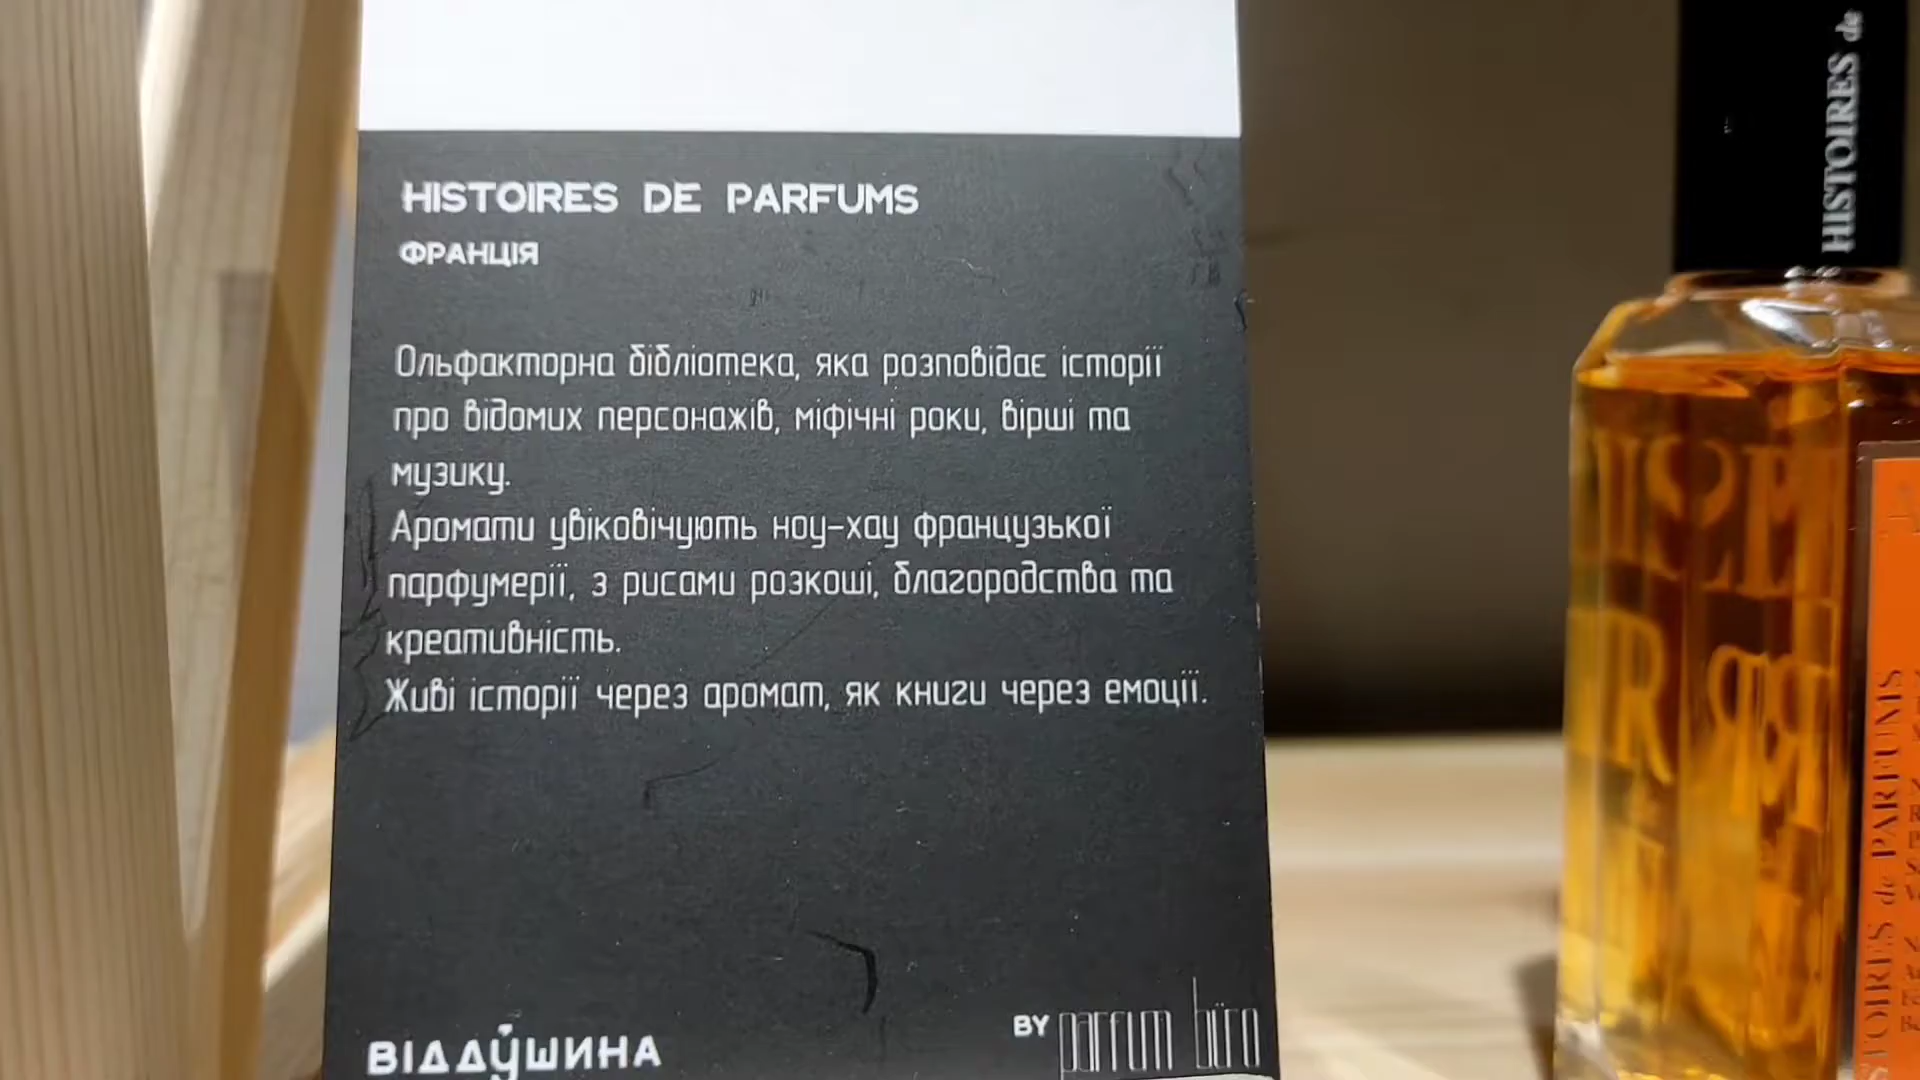 HISTOIRES DE PARFUMS
ФРАНЦІЯ
Ольфакторна бібліотека, яка розповідає історії
про відомих персонажів, міфічні роки, вірші та
музику.
Аромати увіковічують ноу-хау французької
парфумерії, з рисами розкоші, благородства та
креативність.
Живі історії через аромат, як книги через емоції.
ВІДДУШИНА
BY parfum büro
HISTOIRES de
HISTOIRES de PARFUMS